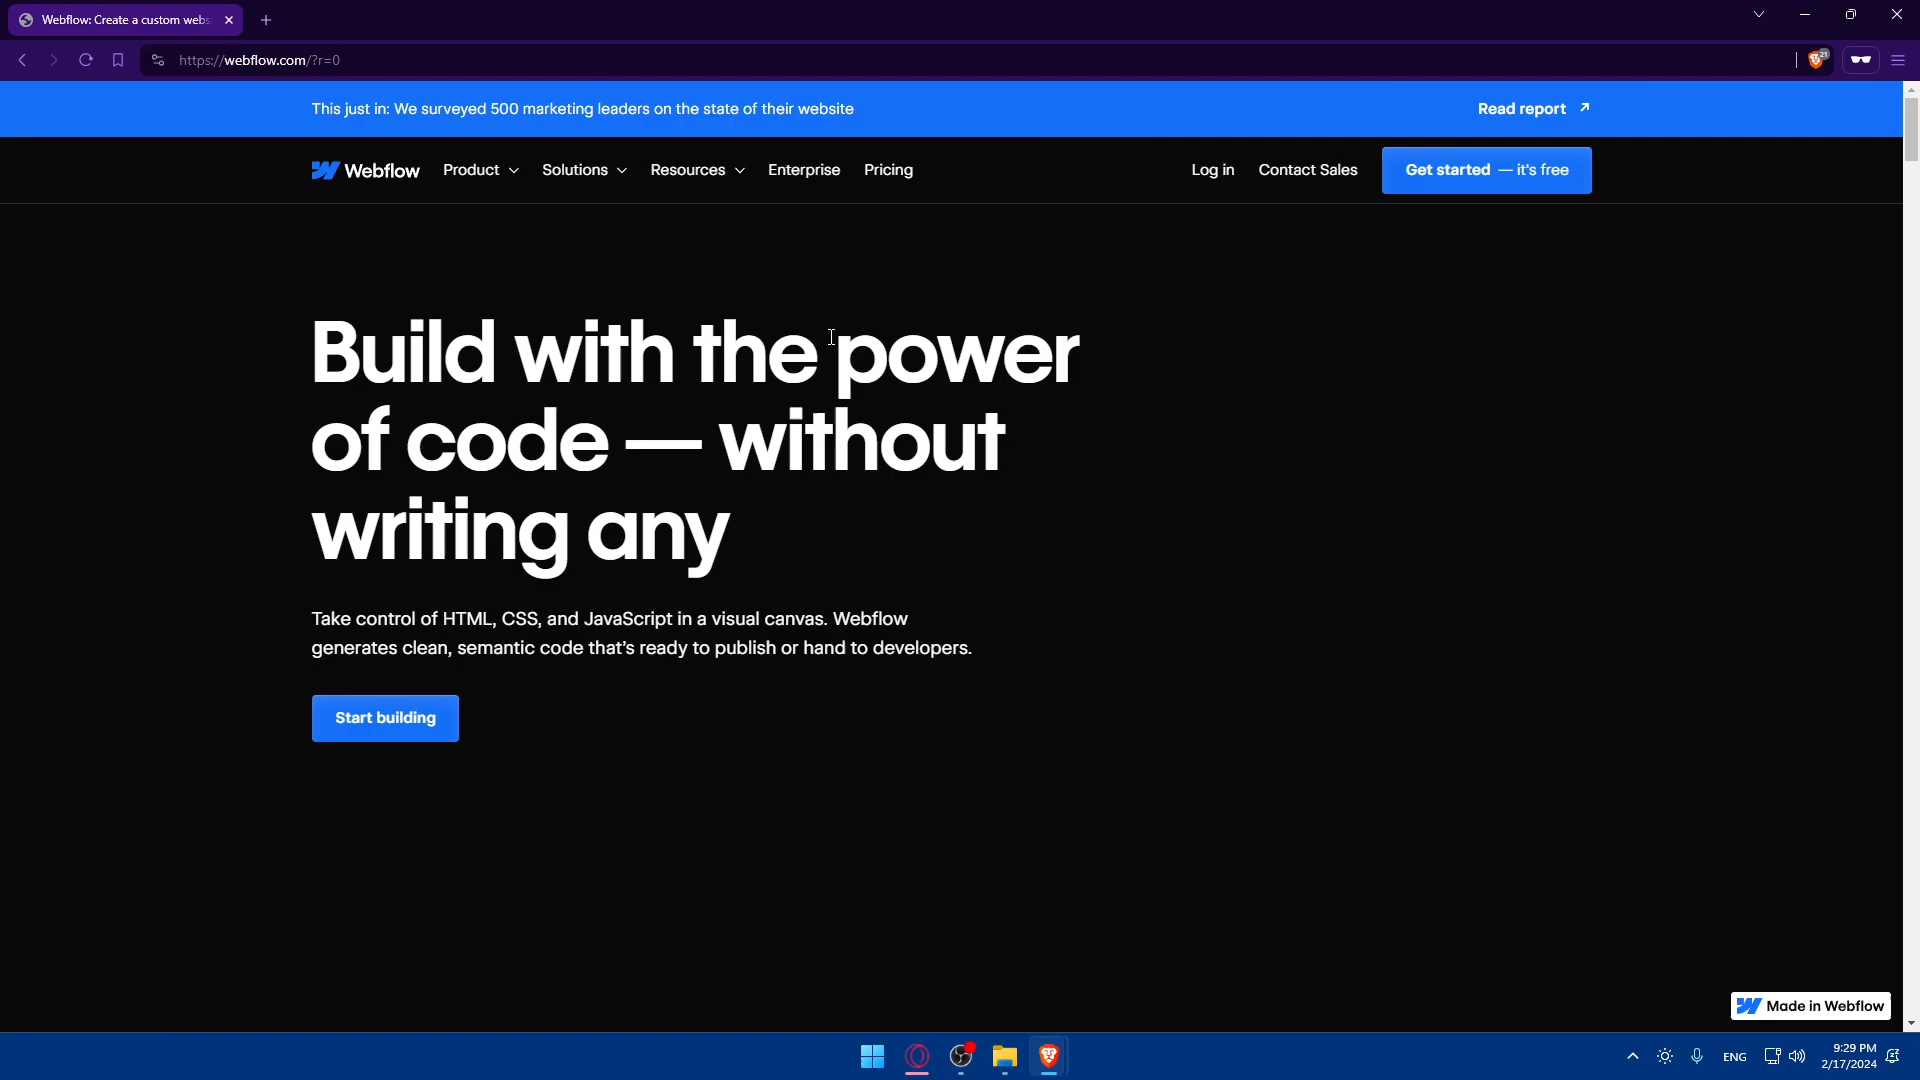 Webflow: Create a custom webs
https://webflow.com/?r=0
21
This just in: We surveyed 500 marketing leaders on the state of their website
Read report
Webflow
Product
Solutions
Resources
Enterprise
Pricing
Log in
Contact Sales
Get started — it's free
Build with the power
of code — without
writing any
Take control of HTML, CSS, and JavaScript in a visual canvas. Webflow
generates clean, semantic code that's ready to publish or hand to developers.
Start building
Made in Webflow
ENG
9:29 PM
2/17/2024